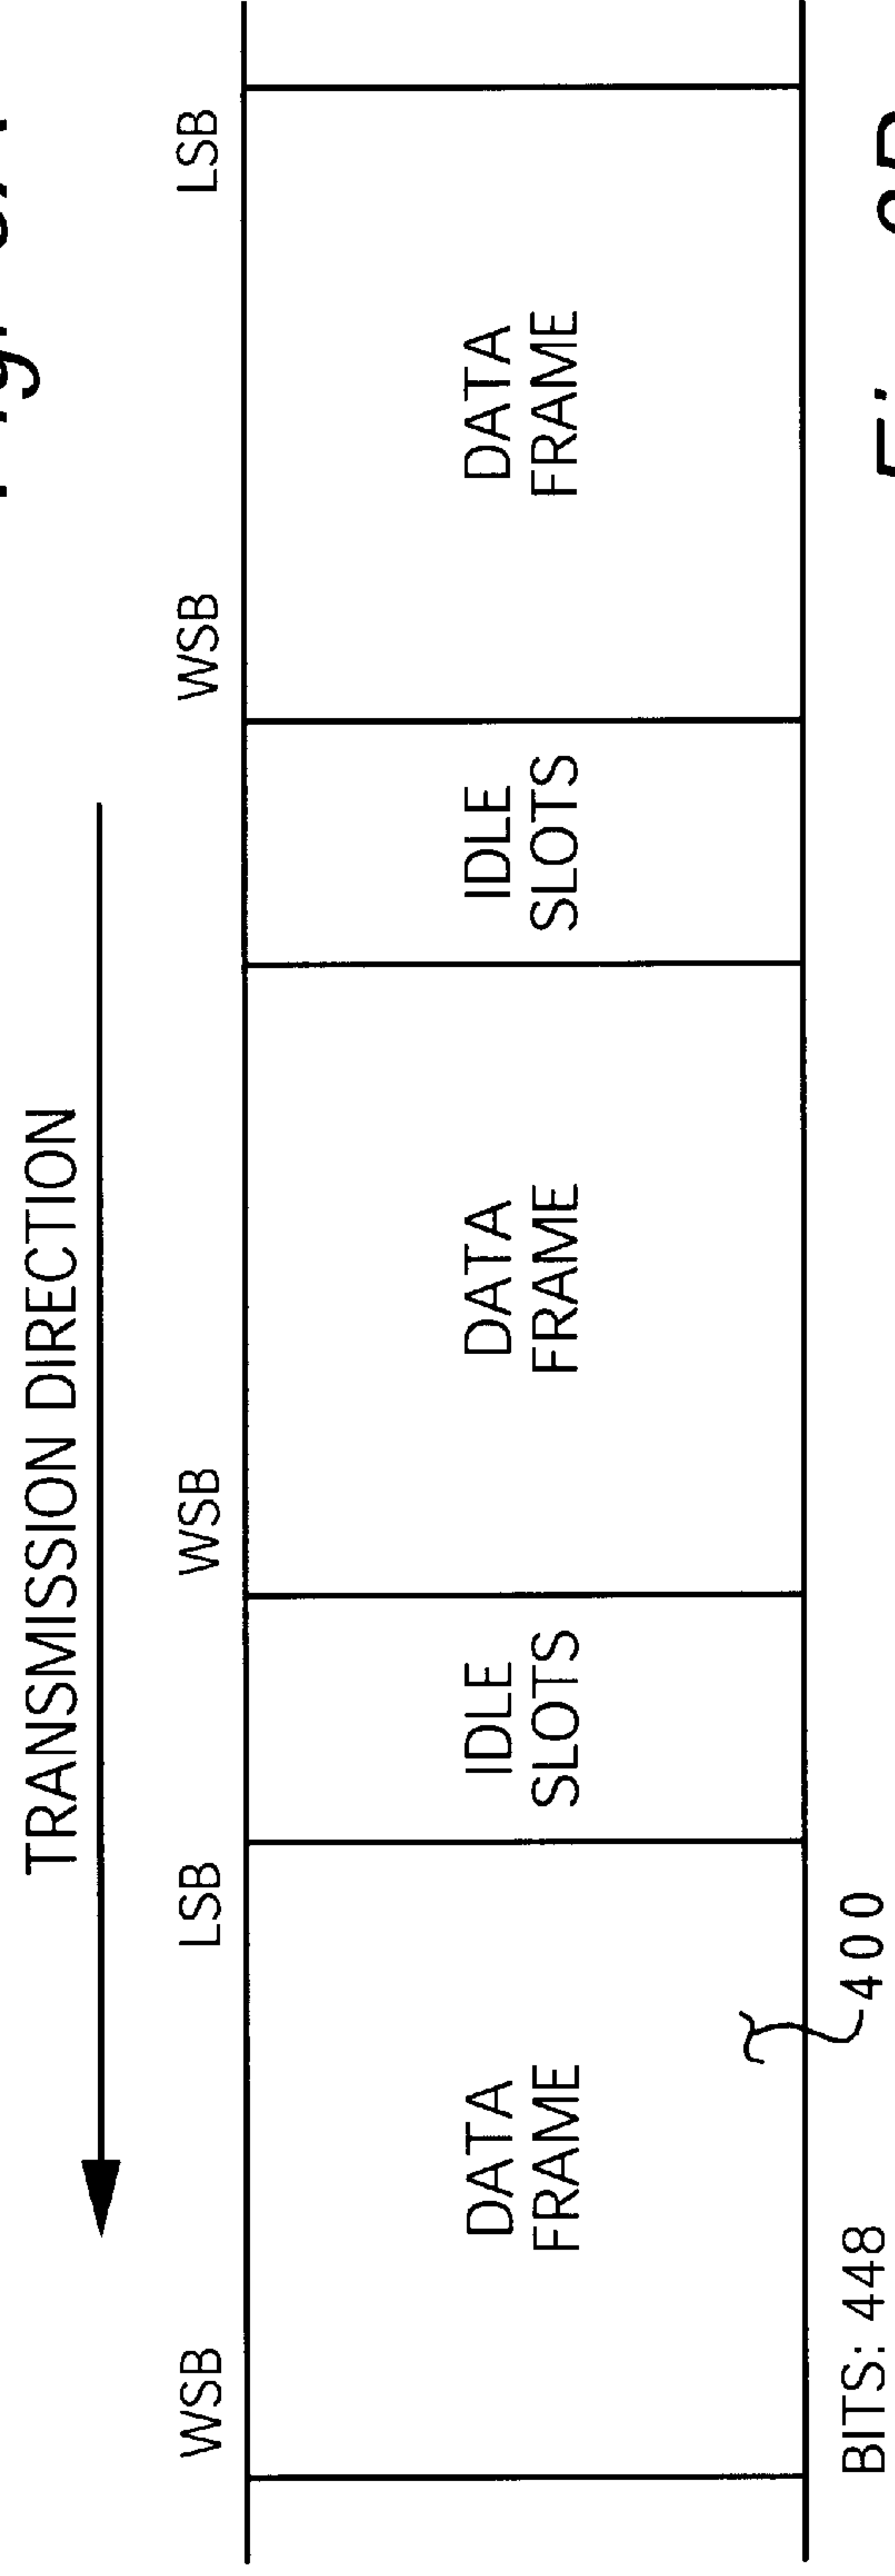 TRANSMISSION DIRECTION
WSB LSB WSB WSB LSB
DATA
FRAME
IDLE
SLOTS
DATA
FRAME
IDLE
SLOTS
DATA
FRAME
BITS: 448
400